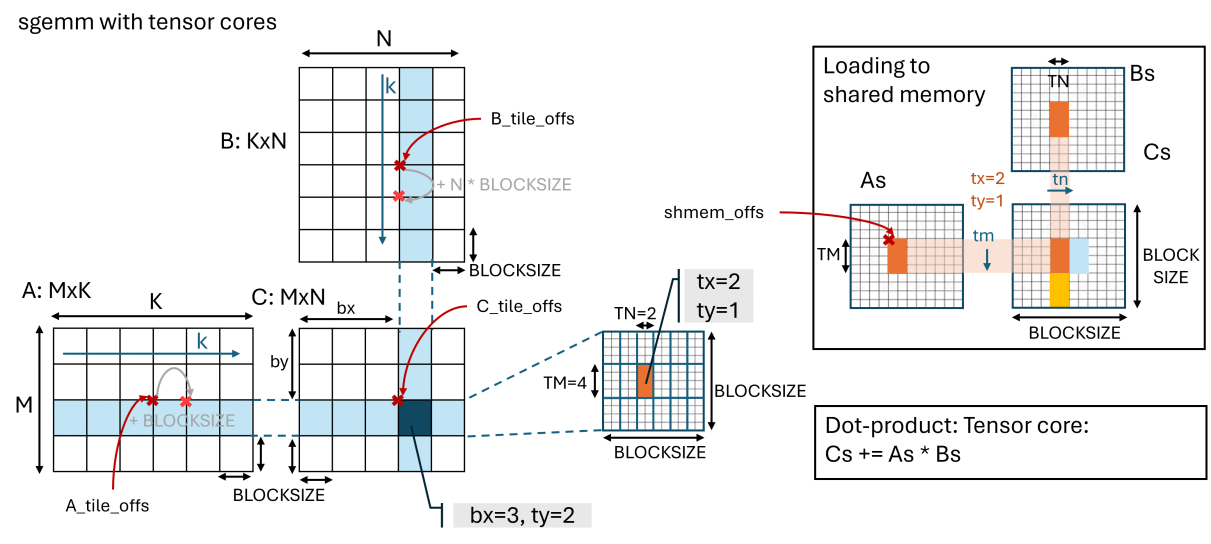 sgemm with tensor cores
N
k
B: KxN
B_tile_offs
+ N * BLOCKSIZE
BLOCKSIZE
A: MxK
K
k
M
+ BLOCKSIZE
BLOCKSIZE
A_tile_offs
C: MxN
bx
by
C_tile_offs
bx=3, ty=2
tx=2
ty=1
TN=2
TM=4
BLOCKSIZE
BLOCKSIZE
Loading to
shared memory
TN
Bs
Cs
As
tx=2
ty=1
tn
shmem_offs
tm
TM
BLOCK
SIZE
BLOCKSIZE
Dot-product: Tensor core:
Cs += As * Bs